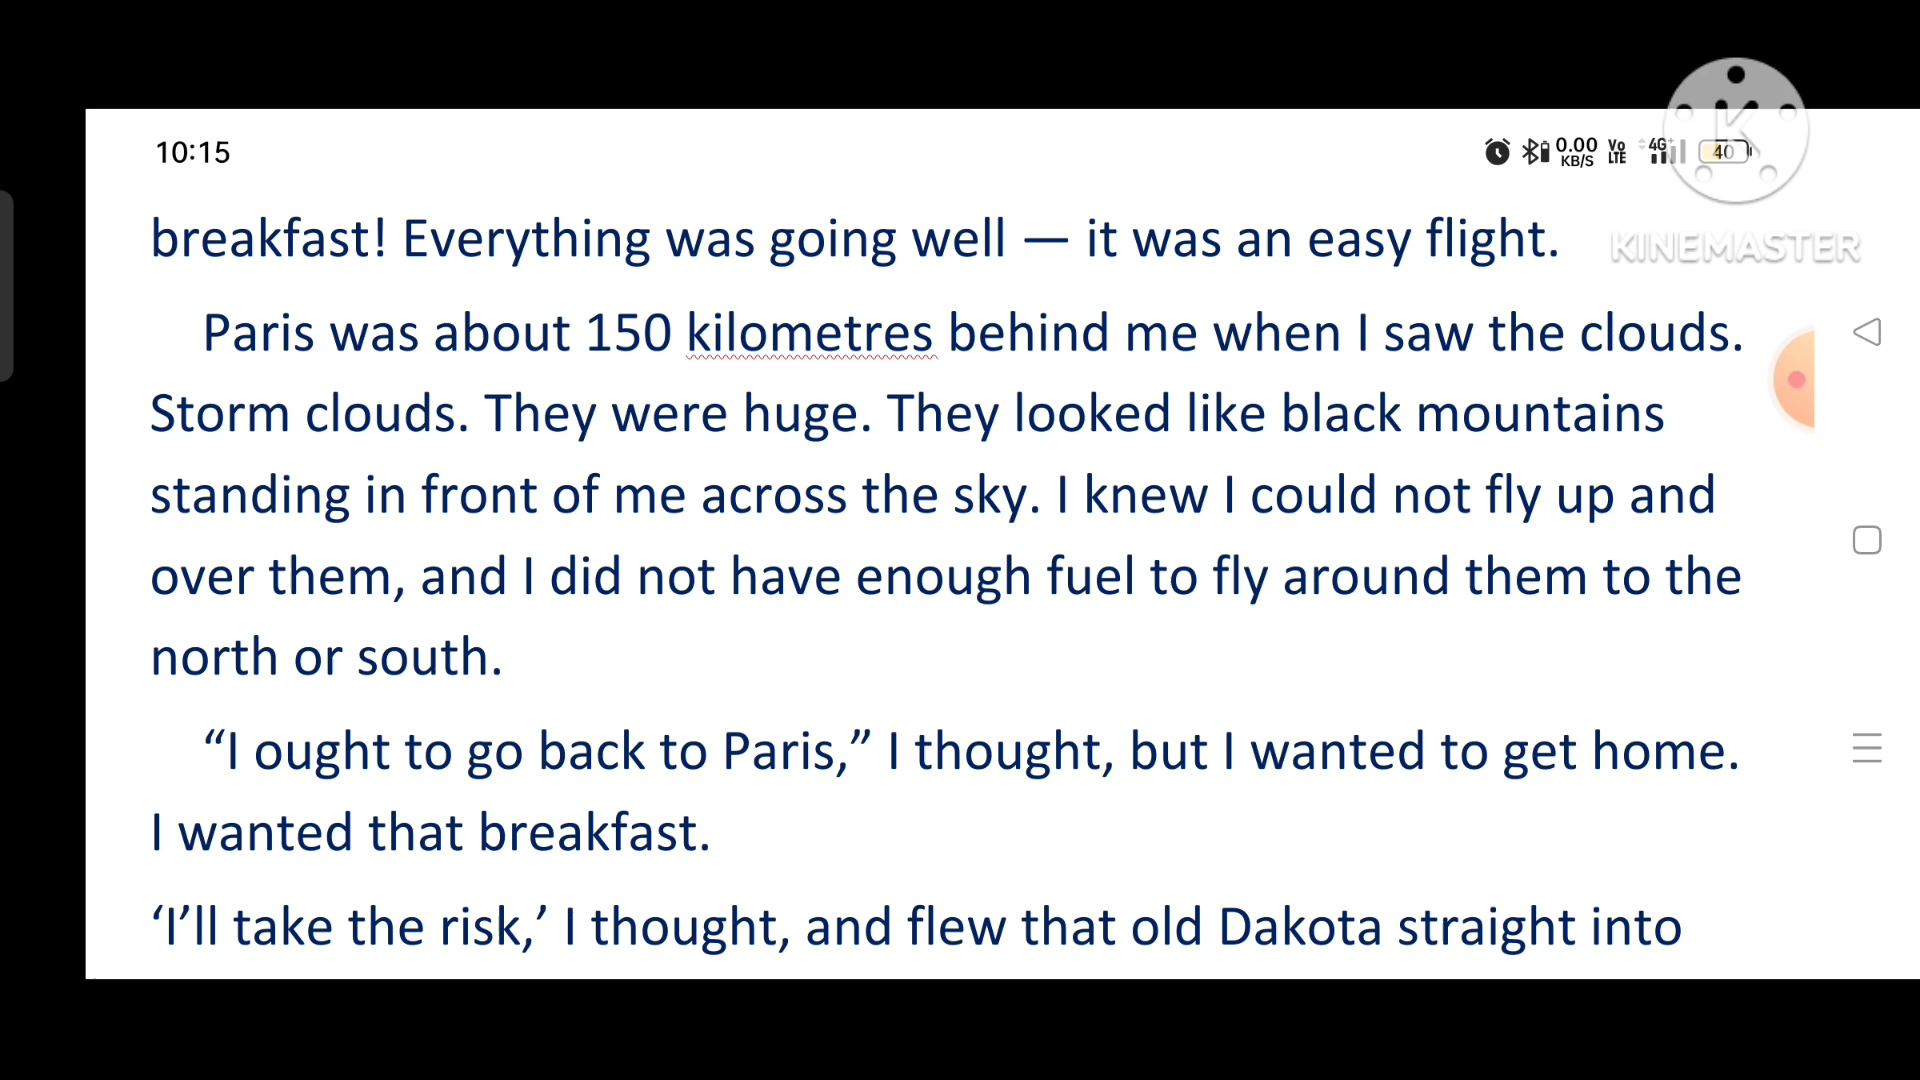 10:15
0.00 KB/S Vo LTE 4G 40
KINEMASTER
breakfast! Everything was going well — it was an easy flight.
Paris was about 150 kilometres behind me when I saw the clouds.
Storm clouds. They were huge. They looked like black mountains
standing in front of me across the sky. I knew I could not fly up and
over them, and I did not have enough fuel to fly around them to the
north or south.
“I ought to go back to Paris,” I thought, but I wanted to get home.
I wanted that breakfast.
‘I’ll take the risk,’ I thought, and flew that old Dakota straight into